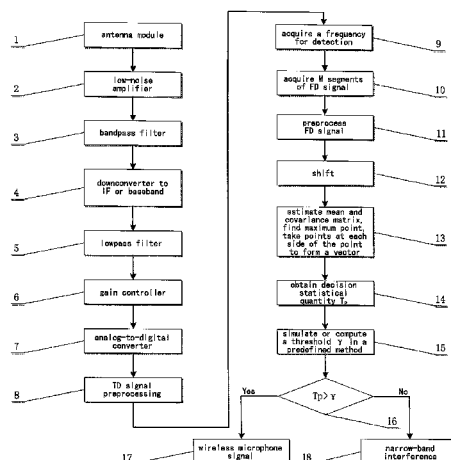 1
antenna module
2
low-noise
amplifier
3
bandpass filter
4
downconverter to
IF or baseband
5
lowpass filter
6
gain controller
7
analog-to-digital
converter
8
TD signal
preprocessing
9
acquire a frequency
for detection
10
acquire M segments
of FD signal
11
preprocess
FD signal
12
shift
13
estimate mean and
covariance matrix,
find maximum point,
take points at each
side of the point
to form a vector
14
obtain decision
statistical
quantity Tp
15
simulate or compute
a threshold γ in a
predefined method
Tp>γ
Yes
No
16
17
wireless microphone
signal
18
narrow-band
interference